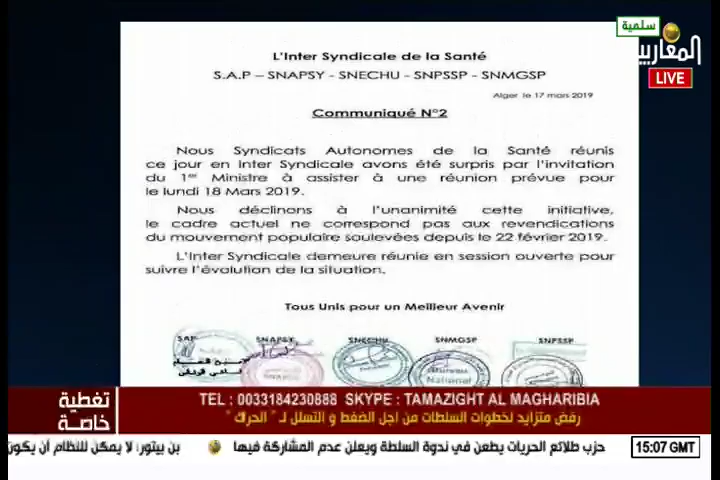 سلمية
المغاربية
LIVE
L'Inter Syndicale de la Santé
S.A.P – SNAPSY - SNECHU - SNPSSP - SNMGSP
Alger le 17 mars 2019
Communiqué N°2
Nous Syndicats Autonomes de la Santé réunis
ce jour en Inter Syndicale avons été surpris par l'invitation
du 1er Ministre à assister à une réunion prévue pour
le lundi 18 Mars 2019.
Nous déclinons à l'unanimité cette initiative,
le cadre actuel ne correspond pas aux revendications
du mouvement populaire soulevées depuis le 22 février 2019.
L'Inter Syndicale demeure réunie en session ouverte pour
suivre l'évolution de la situation.
Tous Unis pour un Meilleur Avenir
SAP SNAPSY SNECHU SNMGSP SNPSSP
Bureau
National
تغطية
خاصة
TEL : 0033184230888 SKYPE : TAMAZIGHT AL MAGHARIBIA
رفض متزايد لخطوات السلطات من اجل الضغط و التسلل لـ " الحراك "
حزب طلائع الحريات يطعن في ندوة السلطة ويعلن عدم المشاركة فيها
بن بيتور: لا يمكن للنظام أن يكون
15:07 GMT